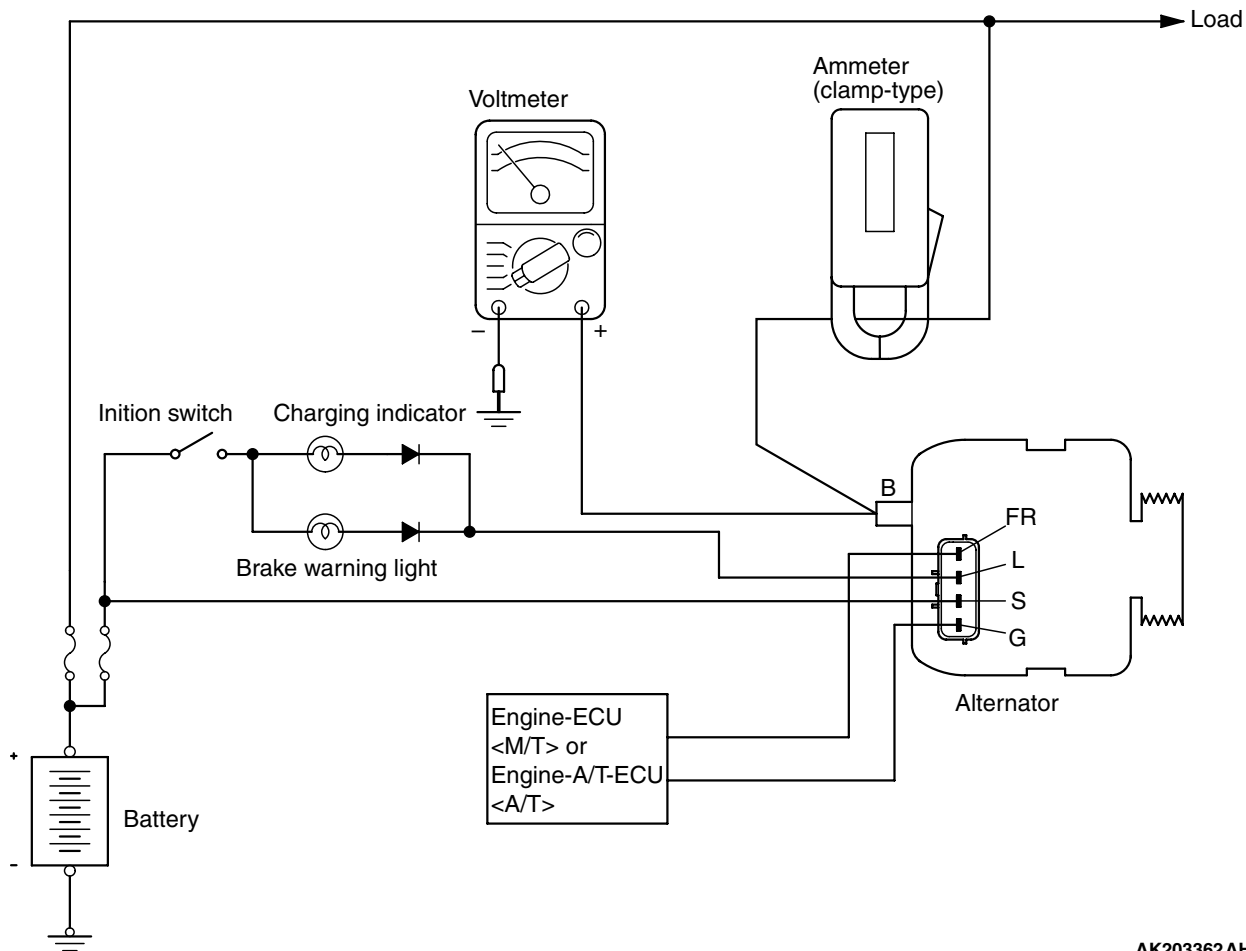 Load
Ammeter
(clamp-type)
Voltmeter
– +
Inition switch
Charging indicator
B
FR
L
Brake warning light
S
G
Alternator
Engine-ECU
<M/T> or
Engine-A/T-ECU
<A/T>
+
Battery
-
AK203362AH